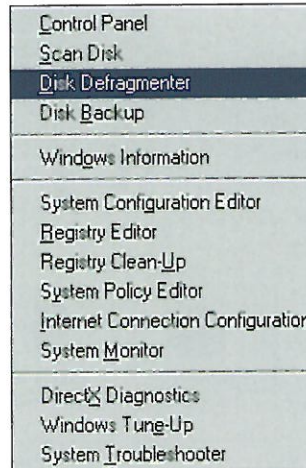 Control Panel
Scan Disk
Disk Defragmenter
Disk Backup
Windows Information
System Configuration Editor
Registry Editor
Registry Clean-Up
System Policy Editor
Internet Connection Configuration
System Monitor
DirectX Diagnostics
Windows Tune-Up
System Troubleshooter